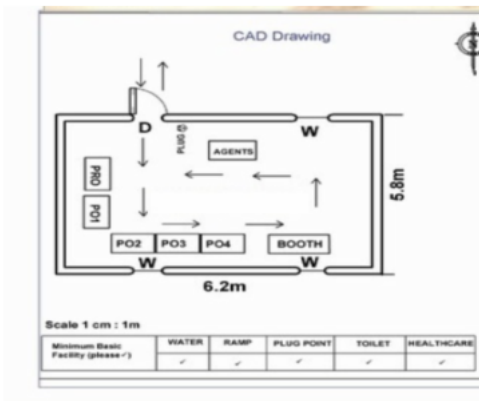 CAD Drawing
D
PLUG
W
AGENTS
PRO
PO1
5.8m
PO2 PO3 PO4 BOOTH
W W
6.2m
Scale 1 cm : 1m
Minimum Basic Facility (please✓) WATER RAMP PLUG POINT TOILET HEALTHCARE
✓ ✓ ✓ ✓ ✓